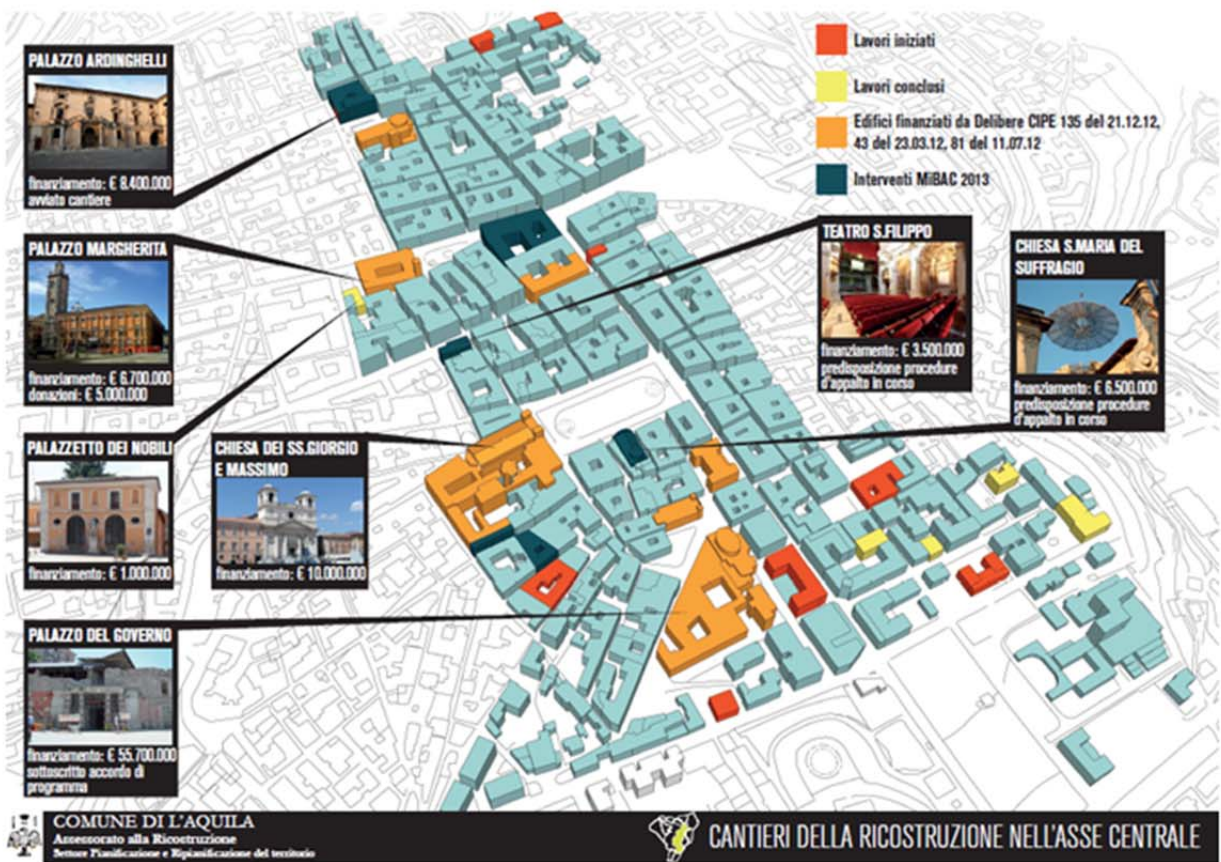 Lavori iniziati
Lavori conclusi
Edifici finanziati da Delibere CIPE 135 del 21.12.12,
43 del 23.03.12, 81 del 11.07.12
Interventi MiBAC 2013
PALAZZO ARDINGHELLI
finanziamento: € 8.400.000
avviato cantiere
PALAZZO MARGHERITA
finanziamento: € 6.700.000
donazioni: € 5.000.000
PALAZZETTO DEI NOBILI
finanziamento: € 1.000.000
CHIESA DEI SS.GIORGIO
E MASSIMO
finanziamento: € 10.000.000
PALAZZO DEL GOVERNO
finanziamento: € 55.700.000
sottoscritto accordo di
programma
TEATRO S.FILIPPO
finanziamento: € 3.500.000
predisposizione procedure
d'appalto in corso
CHIESA S.MARIA DEL
SUFFRAGIO
finanziamento: € 6.500.000
predisposizione procedure
d'appalto in corso
COMUNE DI L'AQUILA
Assessorato alla Ricostruzione
Settore Pianificazione e Ripianificazione del territorio
CANTIERI DELLA RICOSTRUZIONE NELL'ASSE CENTRALE